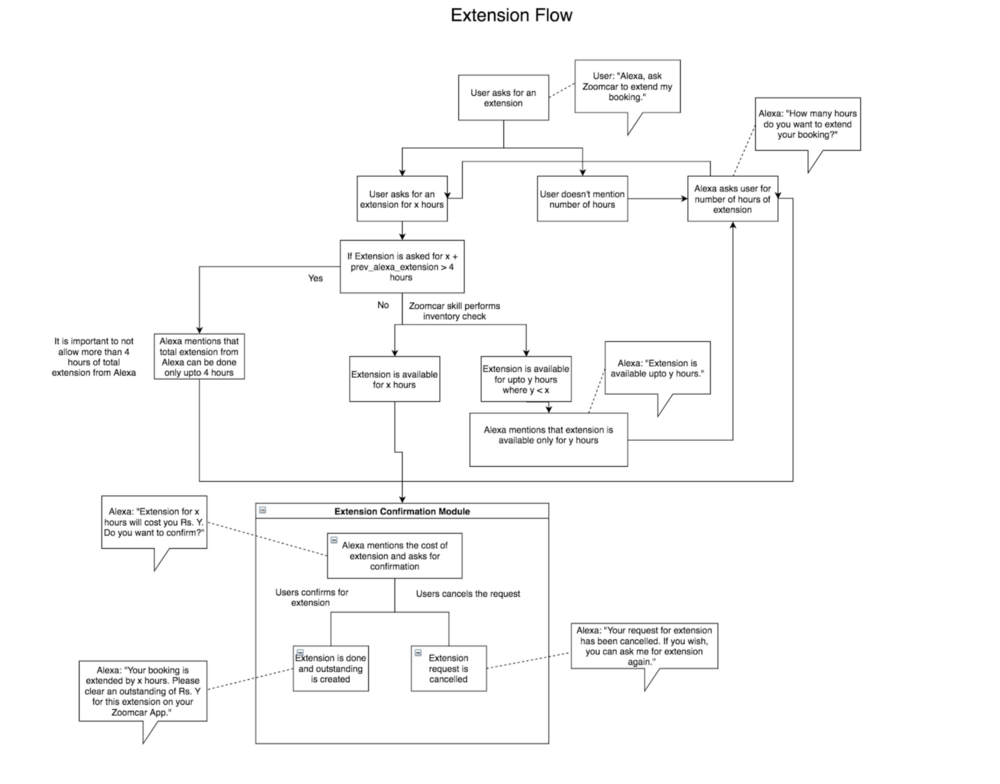 Extension Flow
User asks for an
extension
User: "Alexa, ask
Zoomcar to extend my
booking."
Alexa: "How many hours
do you want to extend
your booking?"
User asks for an
extension for x hours
User doesn't mention
number of hours
Alexa asks user for
number of hours of
extension
If Extension is asked for x +
prev_alexa_extension > 4
hours
Yes
No
Zoomcar skill performs
inventory check
It is important to not
allow more than 4
hours of total
extension from Alexa
Alexa mentions that
total extension from
Alexa can be done
only upto 4 hours
Extension is available
for x hours
Extension is available
for upto y hours
where y < x
Alexa: "Extension is
available upto y hours."
Alexa mentions that extension is
available only for y hours
Alexa: "Extension for x
hours will cost you Rs. Y.
Do you want to confirm?"
Extension Confirmation Module
Alexa mentions the cost of
extension and asks for
confirmation
Users confirms for
extension
Users cancels the request
Extension is done
and outstanding
is created
Extension
request is
cancelled
Alexa: "Your request for extension
has been cancelled. If you wish,
you can ask me for extension
again."
Alexa: "Your booking is
extended by x hours. Please
clear an outstanding of Rs. Y
for this extension on your
Zoomcar App."